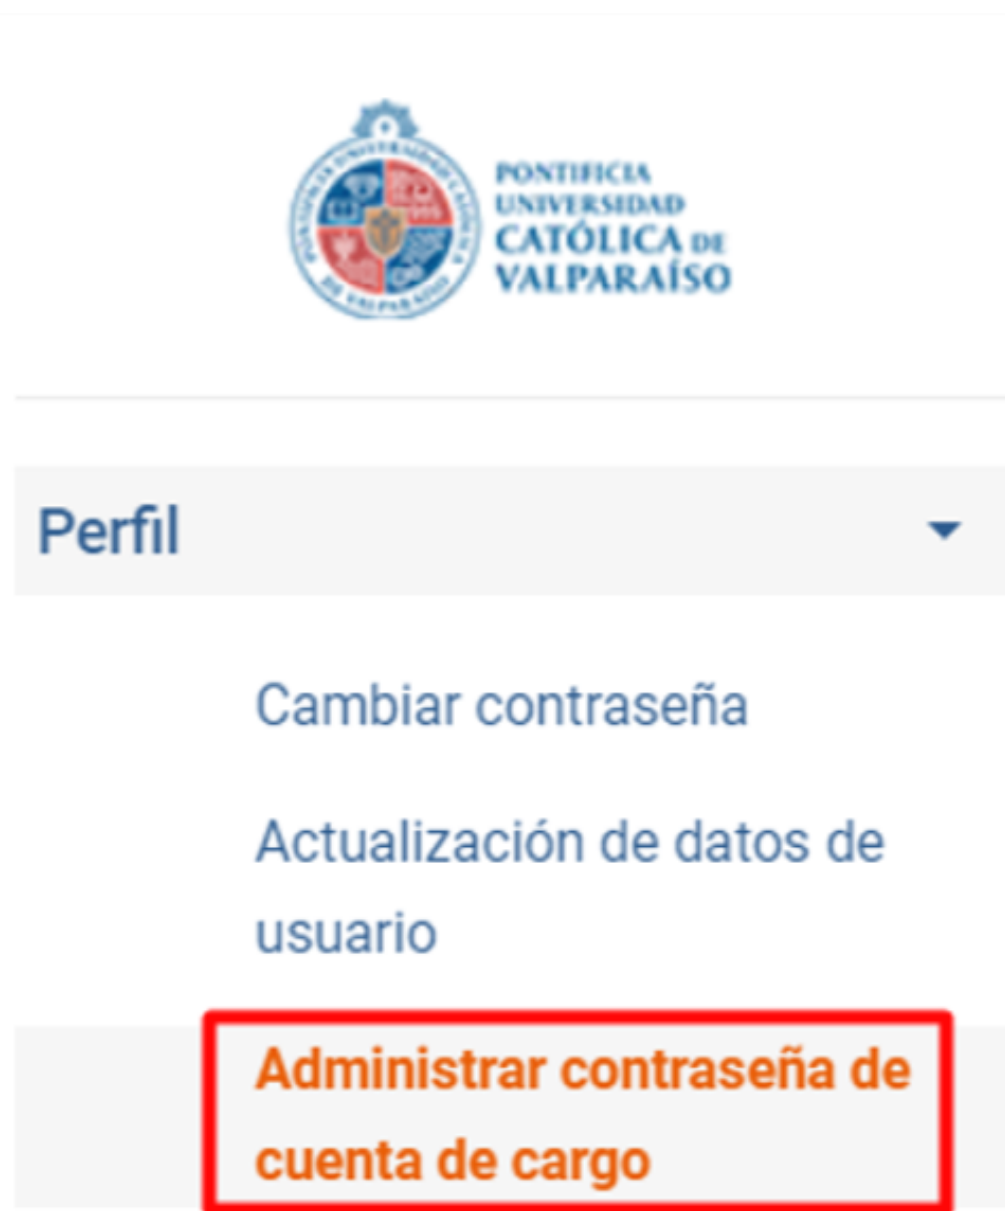 PONTIFICIA
UNIVERSIDAD
CATÓLICA DE
VALPARAÍSO
Perfil
Cambiar contraseña
Actualización de datos de
usuario
Administrar contraseña de
cuenta de cargo